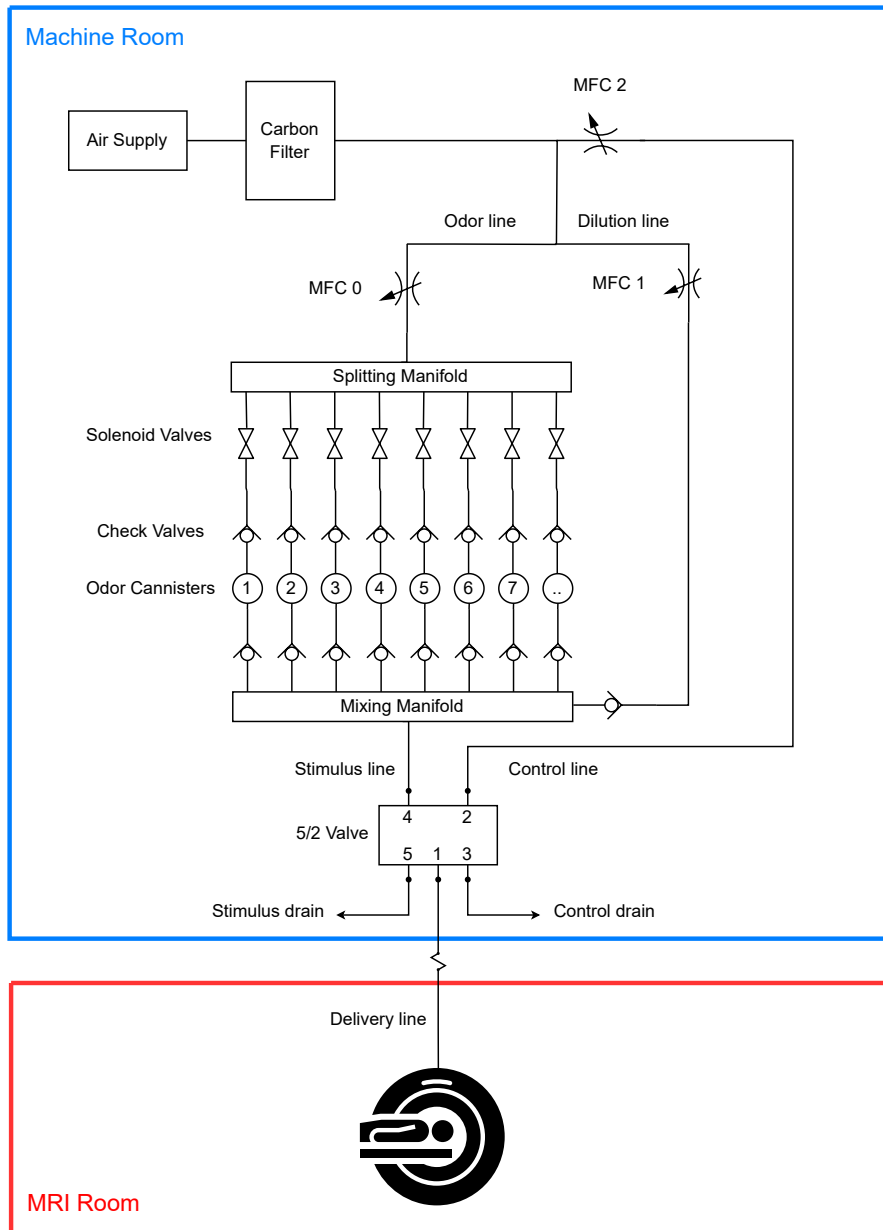 Machine Room
MFC 2
Air Supply
Carbon
Filter
Odor line
Dilution line
MFC 0
MFC 1
Splitting Manifold
Solenoid Valves
Check Valves
Odor Cannisters
1
2
3
4
5
6
7
..
Mixing Manifold
Stimulus line
Control line
4
2
5/2 Valve
5
1
3
Stimulus drain
Control drain
Delivery line
MRI Room